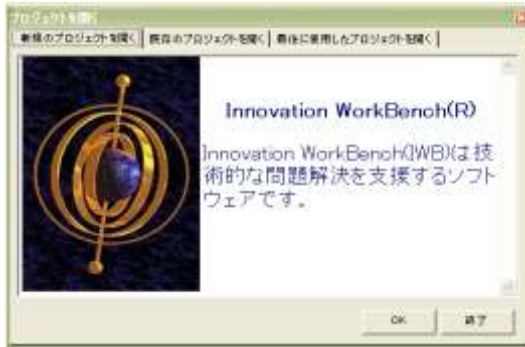 プロジェクトを開く
新規のプロジェクトを開く 既存のプロジェクトを開く 最後に使用したプロジェクトを開く
Innovation WorkBench(R)
Innovation WorkBench(IWB)は技
術的な問題解決を支援するソフト
ウェアです。
OK 終了